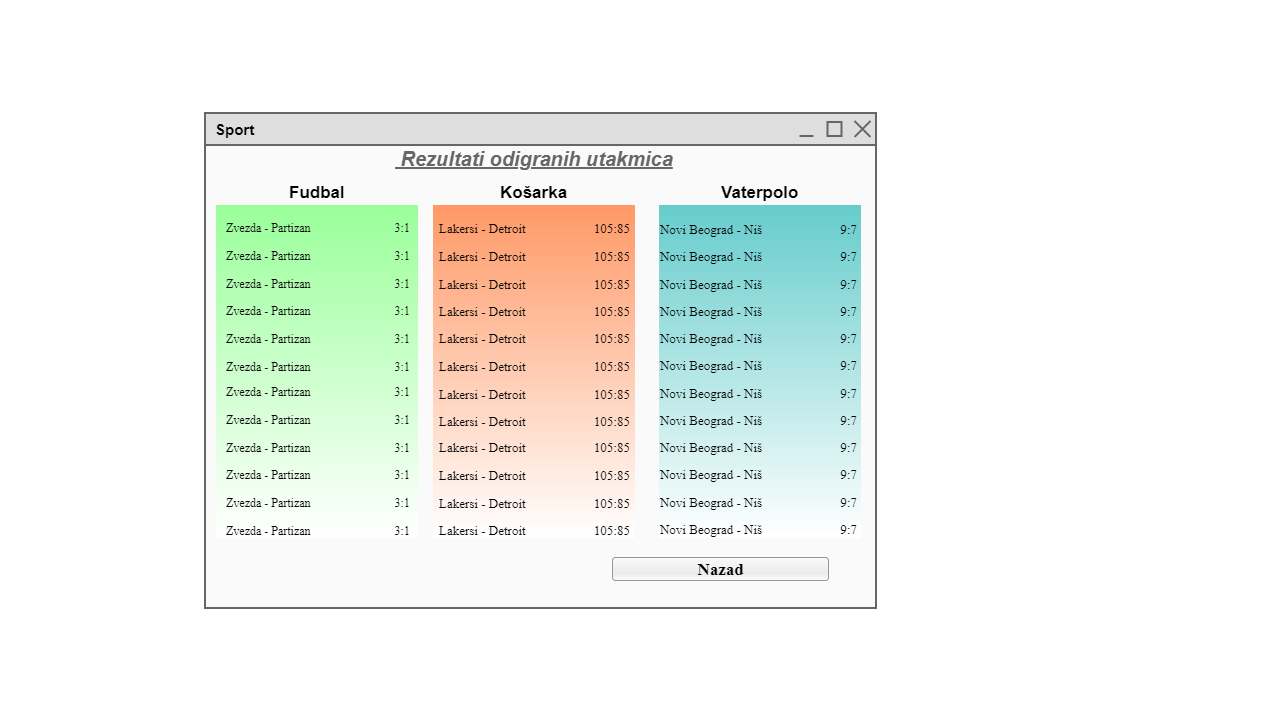 Sport
Rezultati odigranih utakmica
Fudbal Košarka Vaterpolo
Zvezda - Partizan 3:1 Lakersi - Detroit 105:85 Novi Beograd - Niš 9:7
Zvezda - Partizan 3:1 Lakersi - Detroit 105:85 Novi Beograd - Niš 9:7
Zvezda - Partizan 3:1 Lakersi - Detroit 105:85 Novi Beograd - Niš 9:7
Zvezda - Partizan 3:1 Lakersi - Detroit 105:85 Novi Beograd - Niš 9:7
Zvezda - Partizan 3:1 Lakersi - Detroit 105:85 Novi Beograd - Niš 9:7
Zvezda - Partizan 3:1 Lakersi - Detroit 105:85 Novi Beograd - Niš 9:7
Zvezda - Partizan 3:1 Lakersi - Detroit 105:85 Novi Beograd - Niš 9:7
Zvezda - Partizan 3:1 Lakersi - Detroit 105:85 Novi Beograd - Niš 9:7
Zvezda - Partizan 3:1 Lakersi - Detroit 105:85 Novi Beograd - Niš 9:7
Zvezda - Partizan 3:1 Lakersi - Detroit 105:85 Novi Beograd - Niš 9:7
Zvezda - Partizan 3:1 Lakersi - Detroit 105:85 Novi Beograd - Niš 9:7
Zvezda - Partizan 3:1 Lakersi - Detroit 105:85 Novi Beograd - Niš 9:7
Nazad